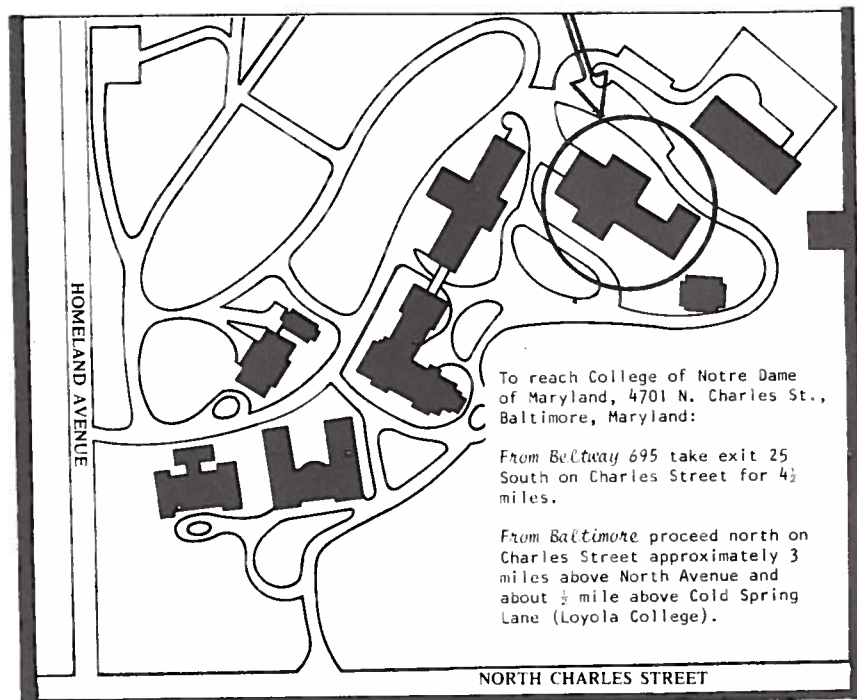 HOMELAND AVENUE
To reach College of Notre Dame
of Maryland, 4701 N. Charles St.,
Baltimore, Maryland:
From Beltway 695 take exit 25
South on Charles Street for 4½
miles.
From Baltimore proceed north on
Charles Street approximately 3
miles above North Avenue and
about ½ mile above Cold Spring
Lane (Loyola College).
NORTH CHARLES STREET